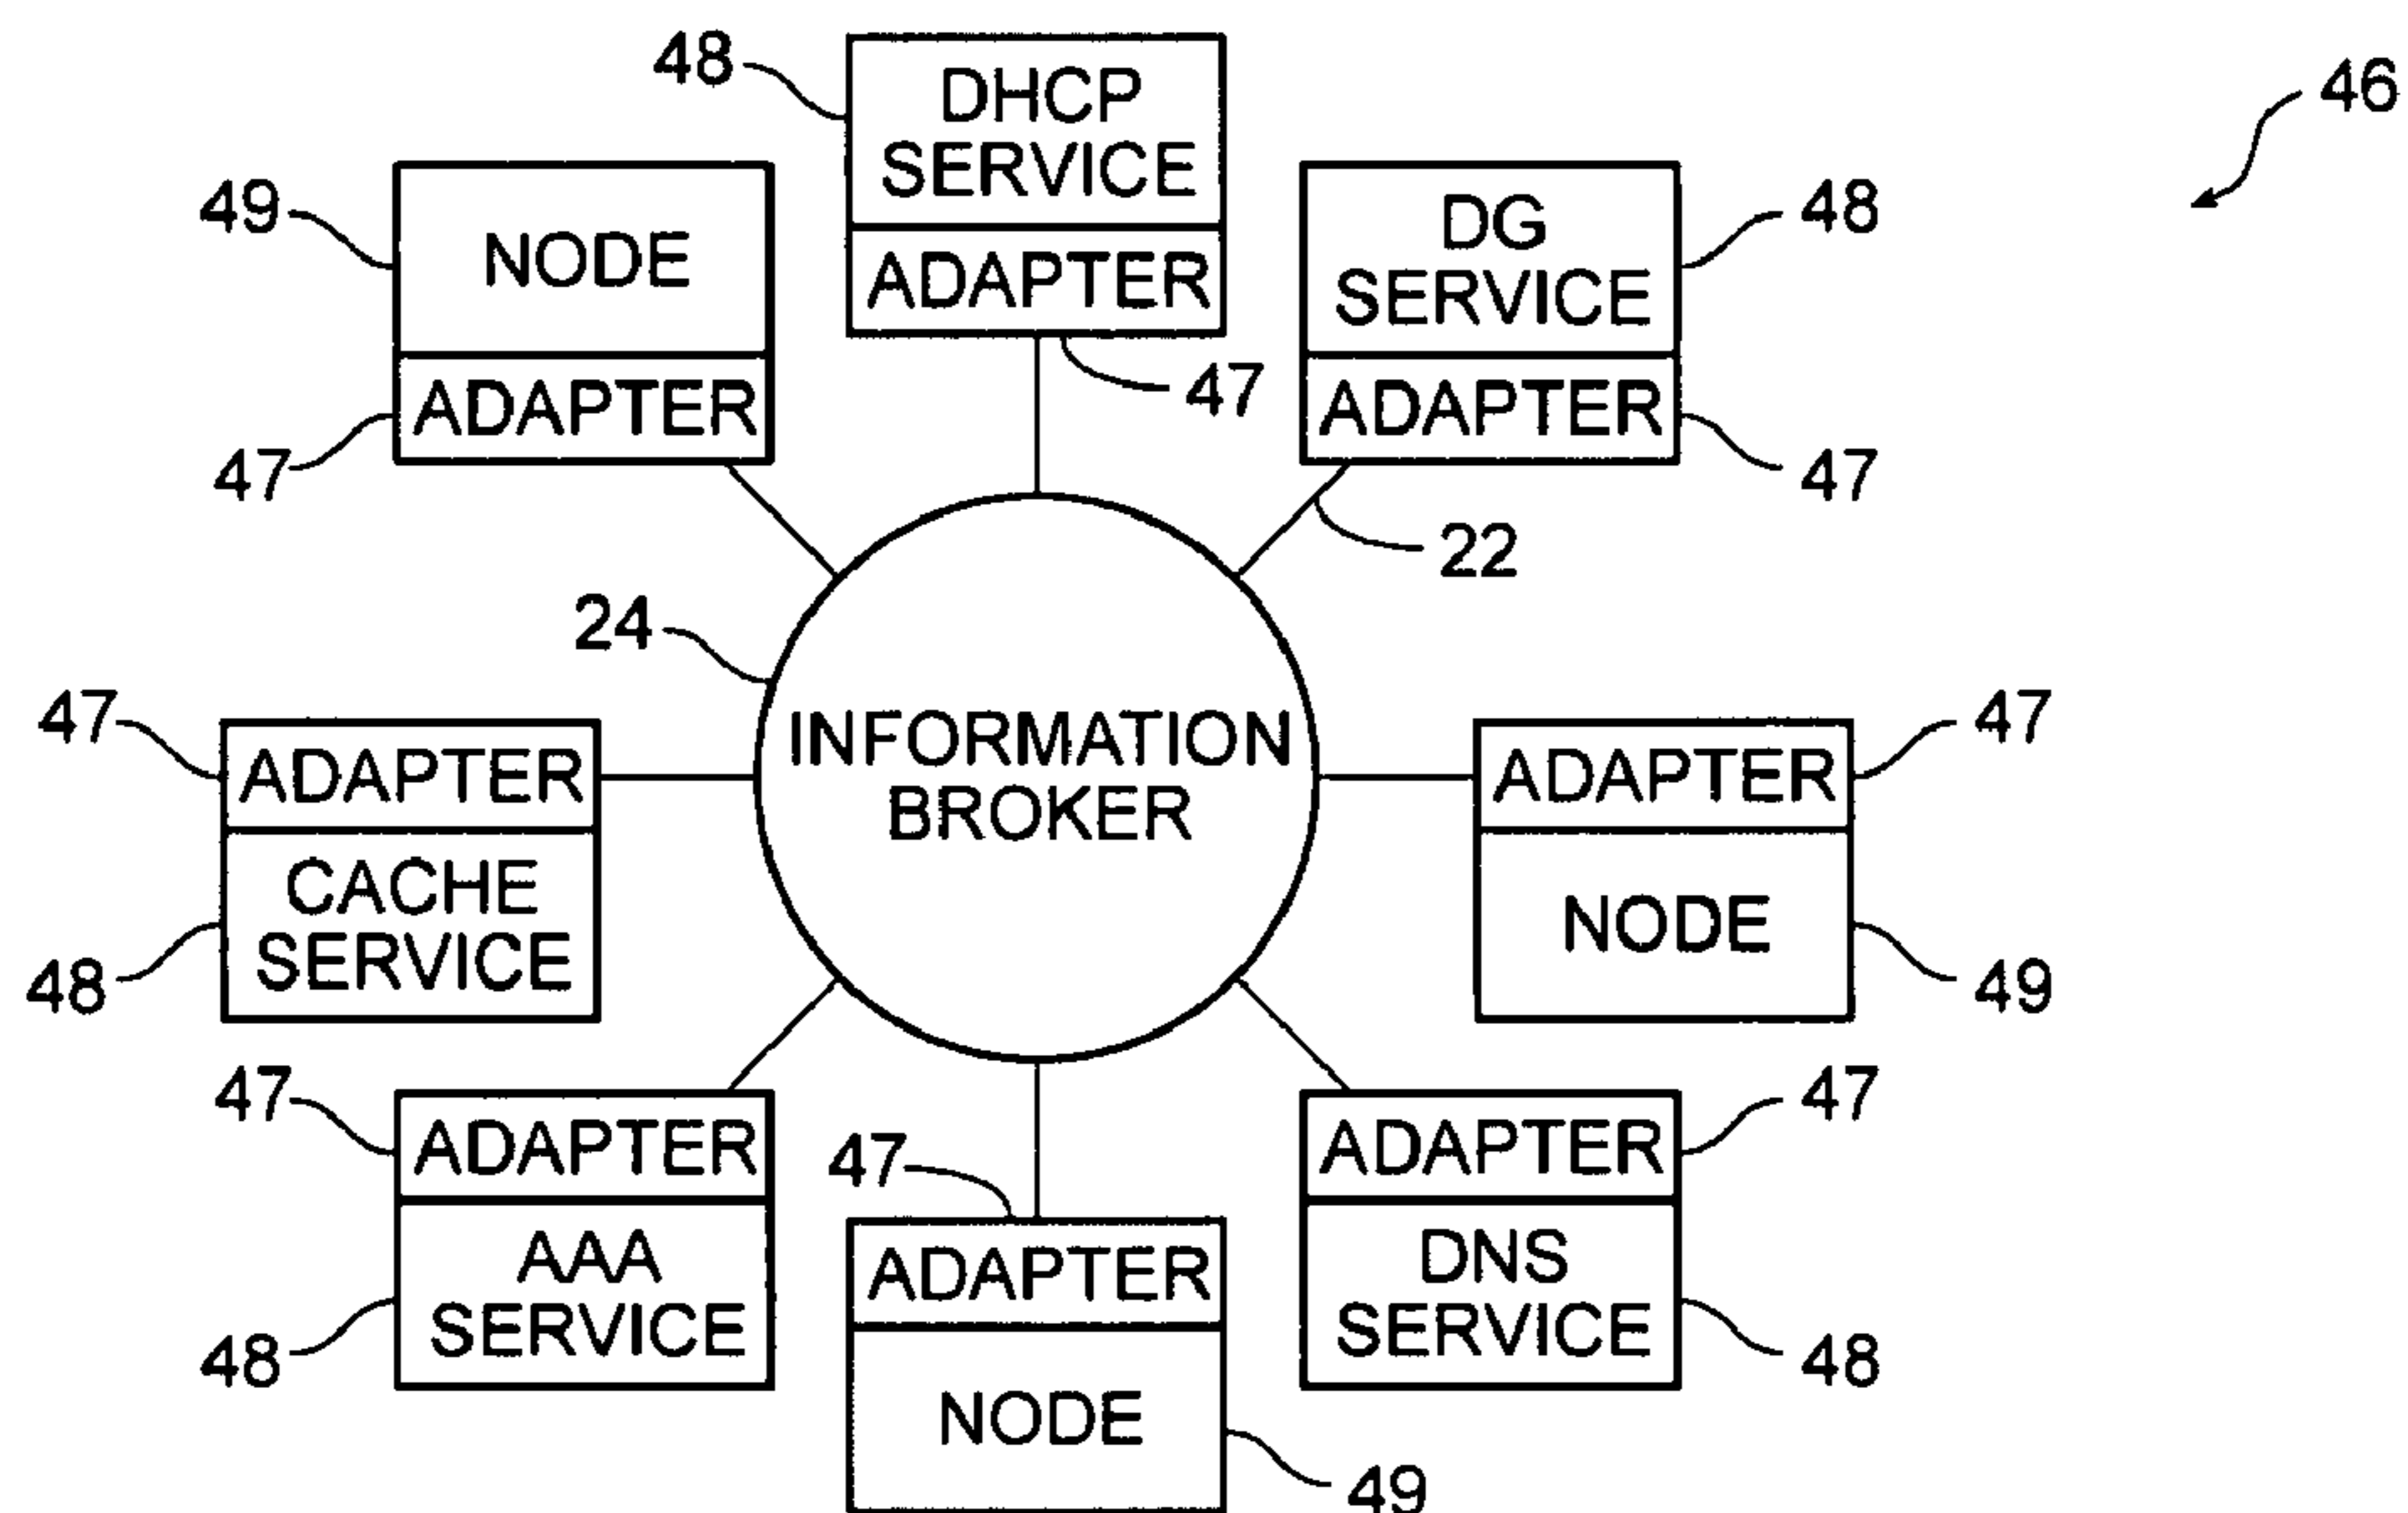 48
DHCP
SERVICE
ADAPTER
47
46
49
NODE
ADAPTER
47
DG
SERVICE
48
ADAPTER
47
22
24
INFORMATION
BROKER
47
ADAPTER
CACHE
SERVICE
48
ADAPTER
47
NODE
49
47
ADAPTER
AAA
SERVICE
48
47
ADAPTER
NODE
49
ADAPTER
47
DNS
SERVICE
48